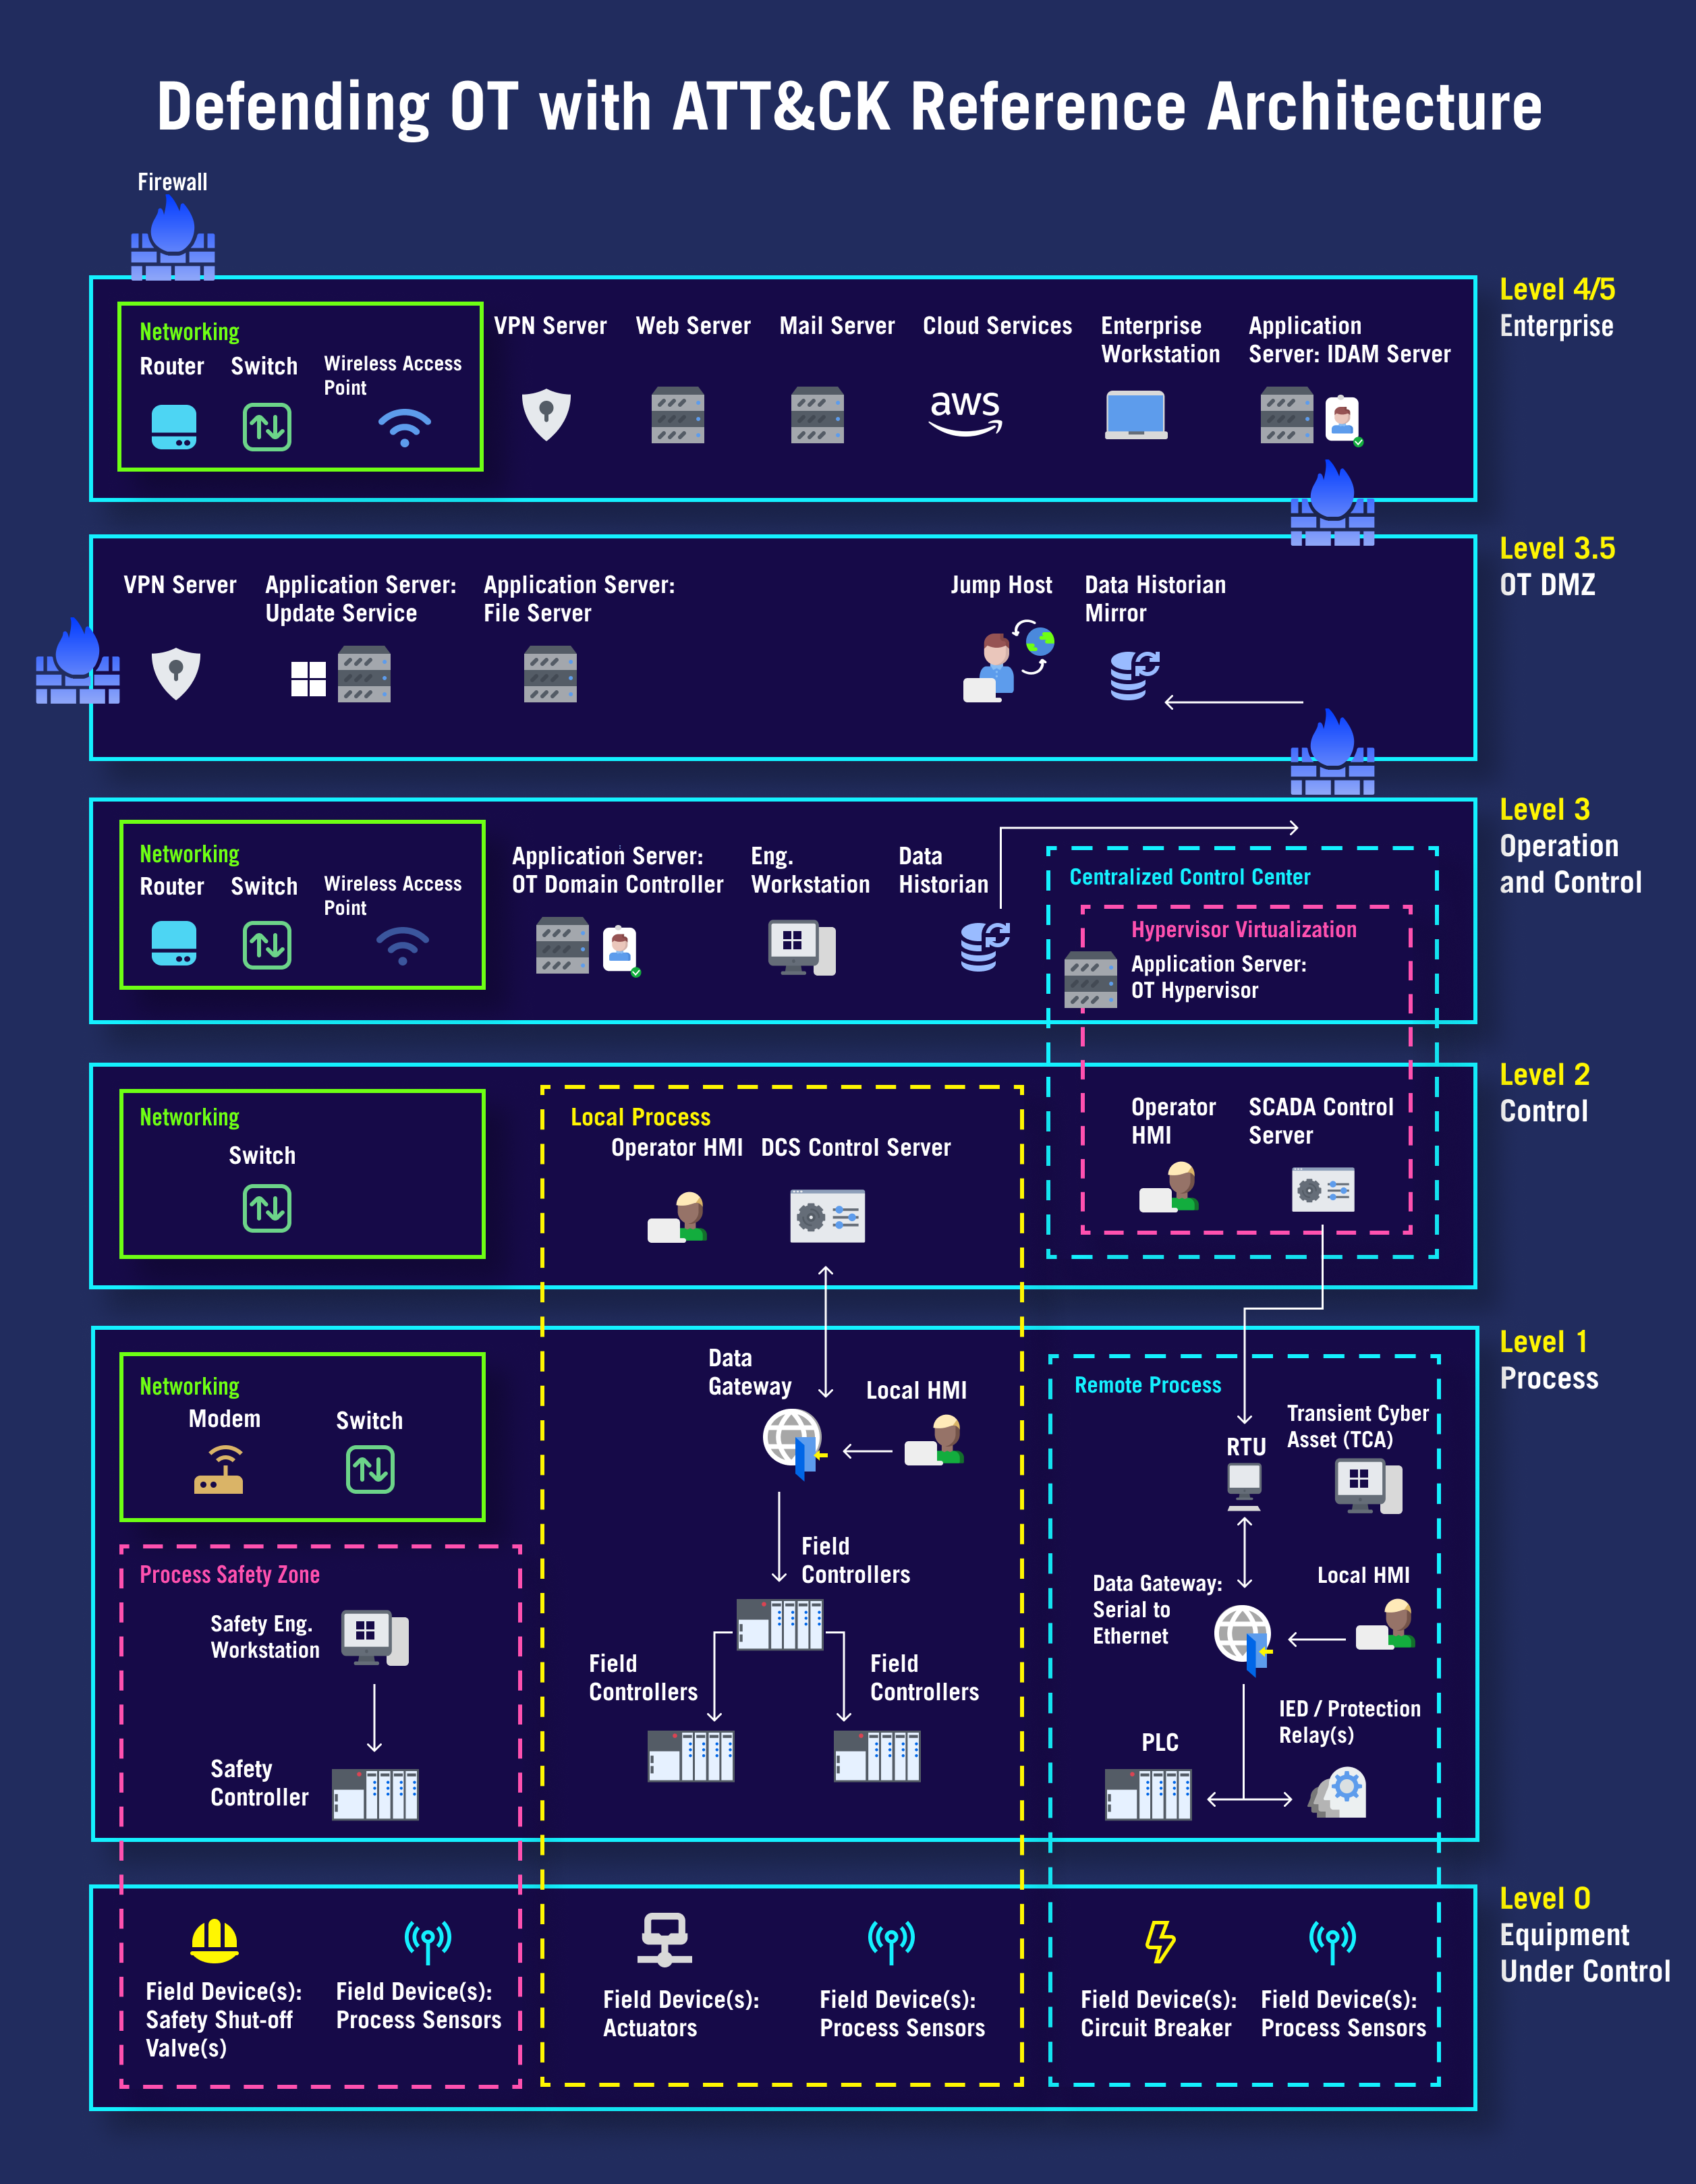 Defending OT with ATT&CK Reference Architecture
Firewall
Level 4/5
Enterprise
Networking
Router
Switch
Wireless Access
Point
VPN Server
Web Server
Mail Server
Cloud Services
aws
Enterprise
Workstation
Application
Server: IDAM Server
Level 3.5
OT DMZ
VPN Server
Application Server:
Update Service
Application Server:
File Server
Jump Host
Data Historian
Mirror
Level 3
Operation
and Control
Networking
Router
Switch
Wireless Access
Point
Application Server:
OT Domain Controller
Eng.
Workstation
Data
Historian
Centralized Control Center
Hypervisor Virtualization
Application Server:
OT Hypervisor
Level 2
Control
Networking
Switch
Local Process
Operator HMI
DCS Control Server
Operator
HMI
SCADA Control
Server
Level 1
Process
Networking
Modem
Switch
Process Safety Zone
Safety Eng.
Workstation
Safety
Controller
Data
Gateway
Local HMI
Field
Controllers
Field
Controllers
Field
Controllers
Remote Process
RTU
Transient Cyber
Asset (TCA)
Data Gateway:
Serial to
Ethernet
Local HMI
PLC
IED / Protection
Relay(s)
Level 0
Equipment
Under Control
Field Device(s):
Safety Shut-off
Valve(s)
Field Device(s):
Process Sensors
Field Device(s):
Actuators
Field Device(s):
Process Sensors
Field Device(s):
Circuit Breaker
Field Device(s):
Process Sensors